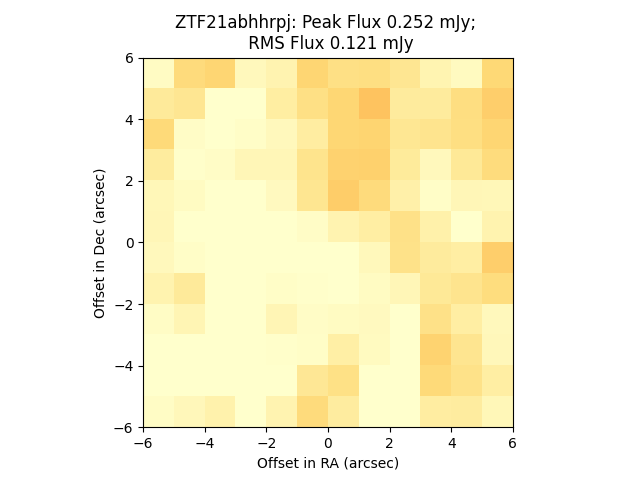 ZTF21abhhrpj: Peak Flux 0.252 mJy;
RMS Flux 0.121 mJy
6
4
2
0
−2
−4
−6
Offset in Dec (arcsec)
−6 −4 −2 0 2 4 6
Offset in RA (arcsec)